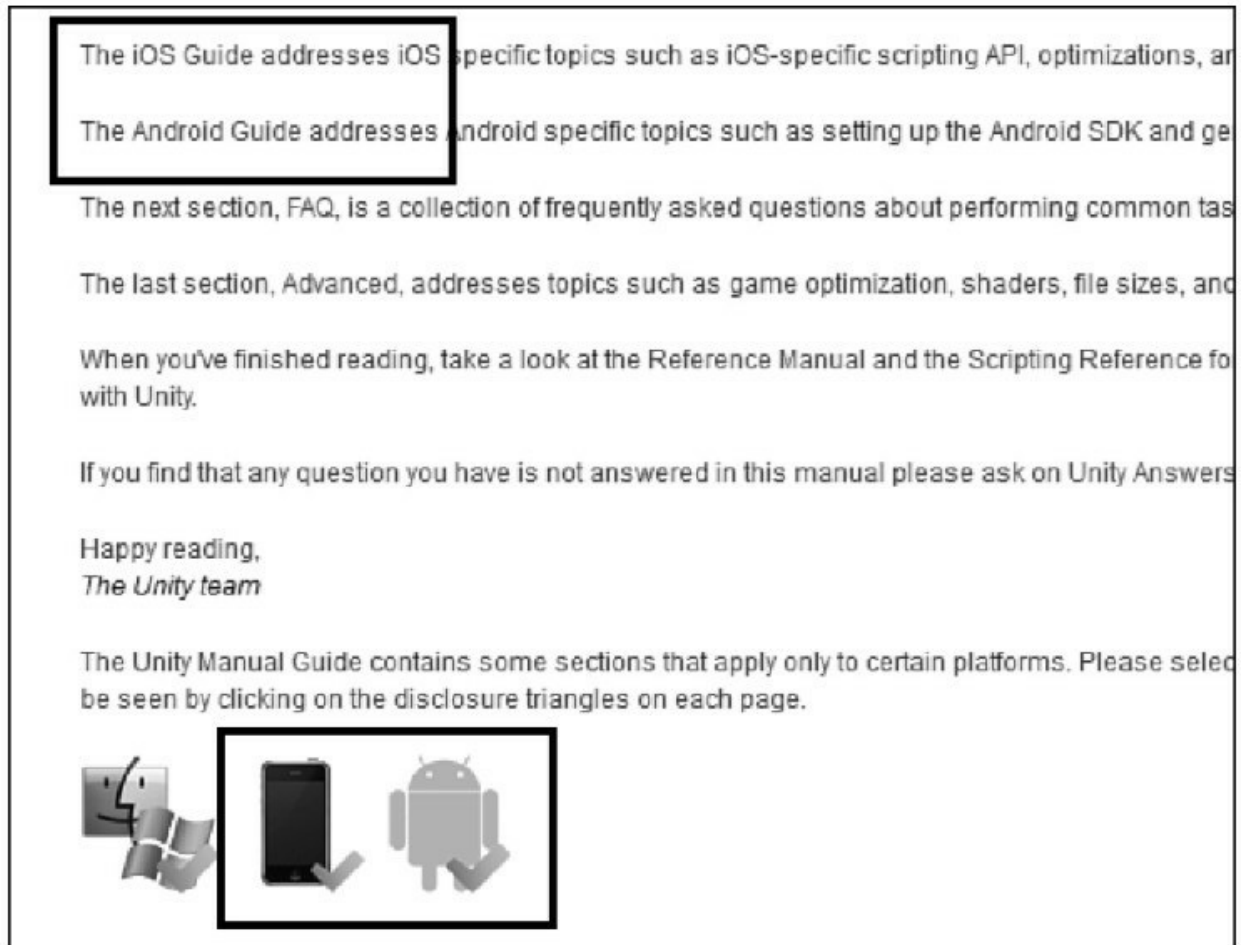 The iOS Guide addresses iOS specific topics such as iOS-specific scripting API, optimizations, an
The Android Guide addresses Android specific topics such as setting up the Android SDK and ge
The next section, FAQ, is a collection of frequently asked questions about performing common tas
The last section, Advanced, addresses topics such as game optimization, shaders, file sizes, and
When you've finished reading, take a look at the Reference Manual and the Scripting Reference fo
with Unity.
If you find that any question you have is not answered in this manual please ask on Unity Answers
Happy reading,
The Unity team
The Unity Manual Guide contains some sections that apply only to certain platforms. Please selec
be seen by clicking on the disclosure triangles on each page.